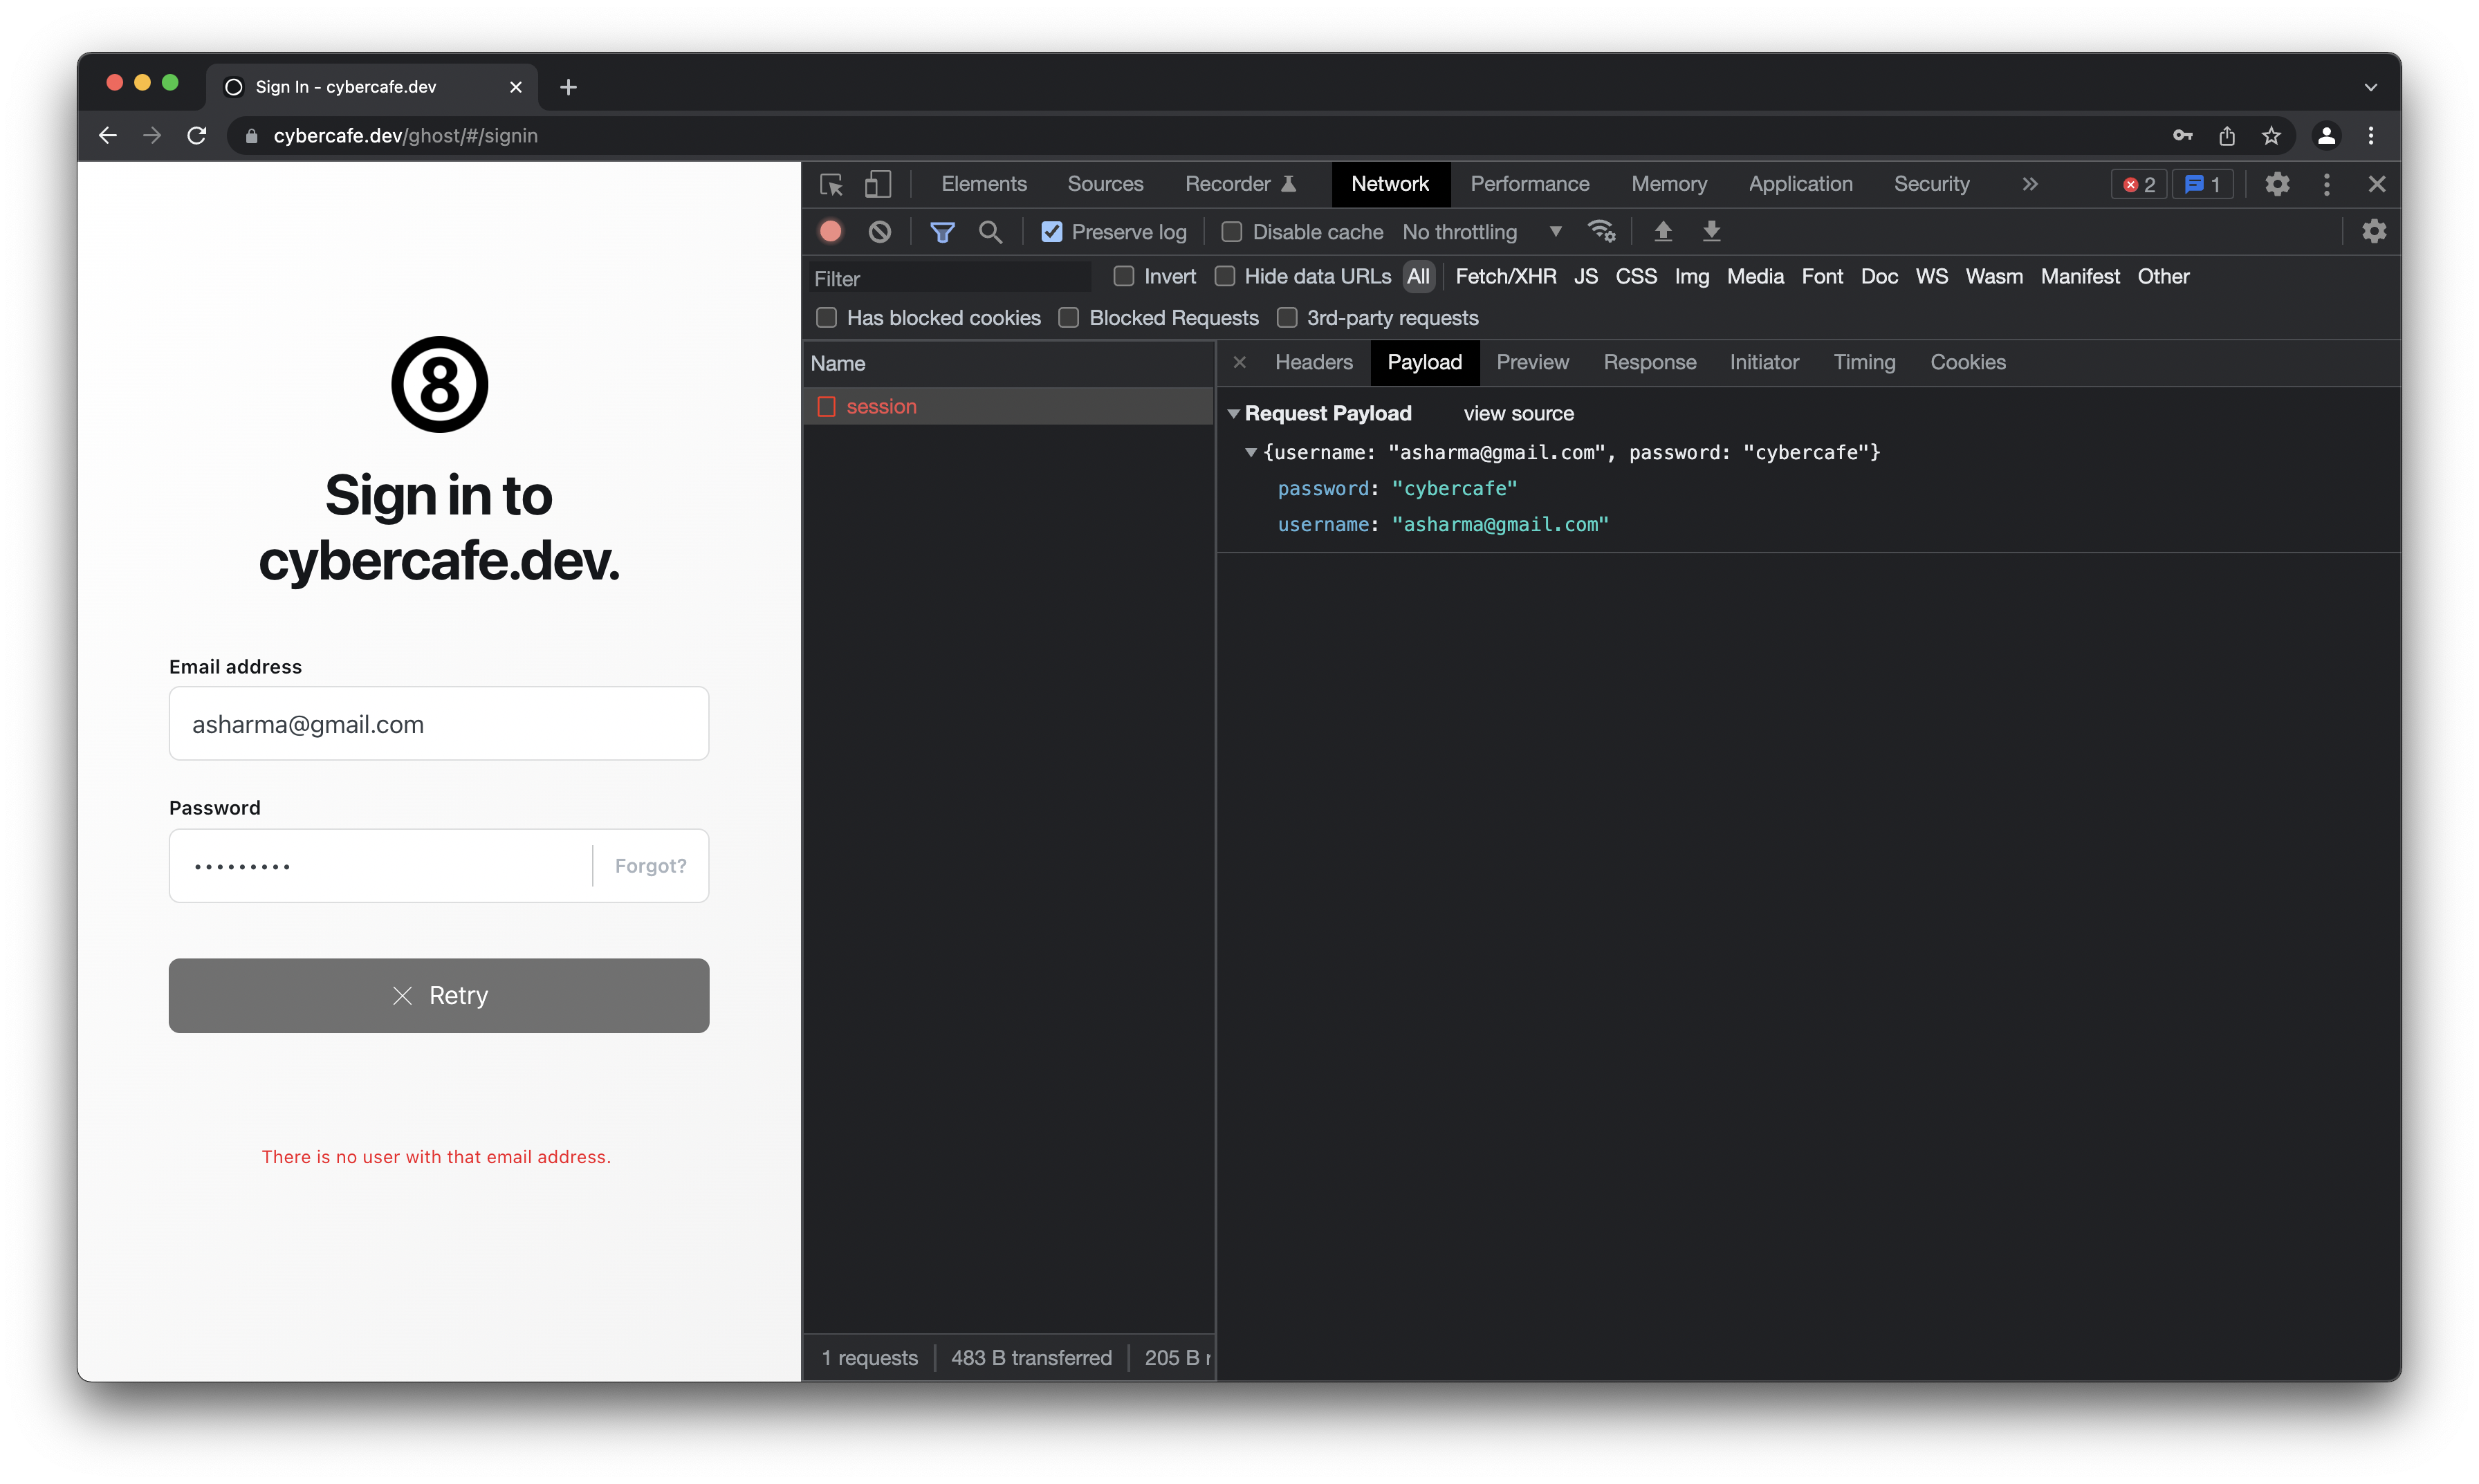 Sign In - cybercafe.dev
cybercafe.dev/ghost/#/signin
8
Sign in to
cybercafe.dev.
Email address
asharma@gmail.com
Password
•••••••••
Forgot?
Retry
There is no user with that email address.
Elements Sources Recorder Network Performance Memory Application Security » 2 1
Preserve log Disable cache No throttling
Filter Invert Hide data URLs All Fetch/XHR JS CSS Img Media Font Doc WS Wasm Manifest Other
Has blocked cookies Blocked Requests 3rd-party requests
Name
session
1 requests 483 B transferred 205 B
Headers Payload Preview Response Initiator Timing Cookies
Request Payload view source
{username: "asharma@gmail.com", password: "cybercafe"}
password: "cybercafe"
username: "asharma@gmail.com"